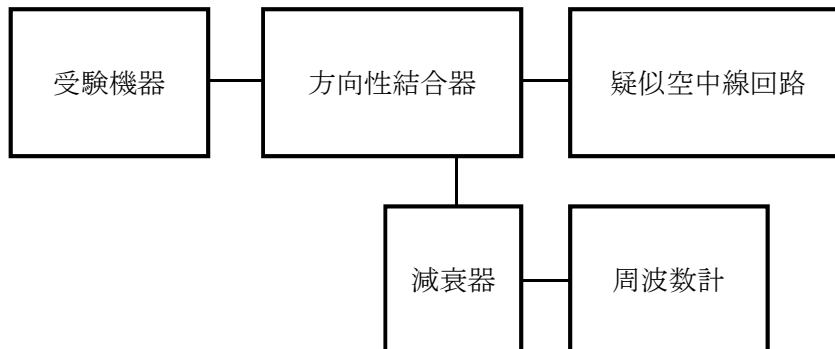 受験機器
方向性結合器
疑似空中線回路
減衰器
周波数計